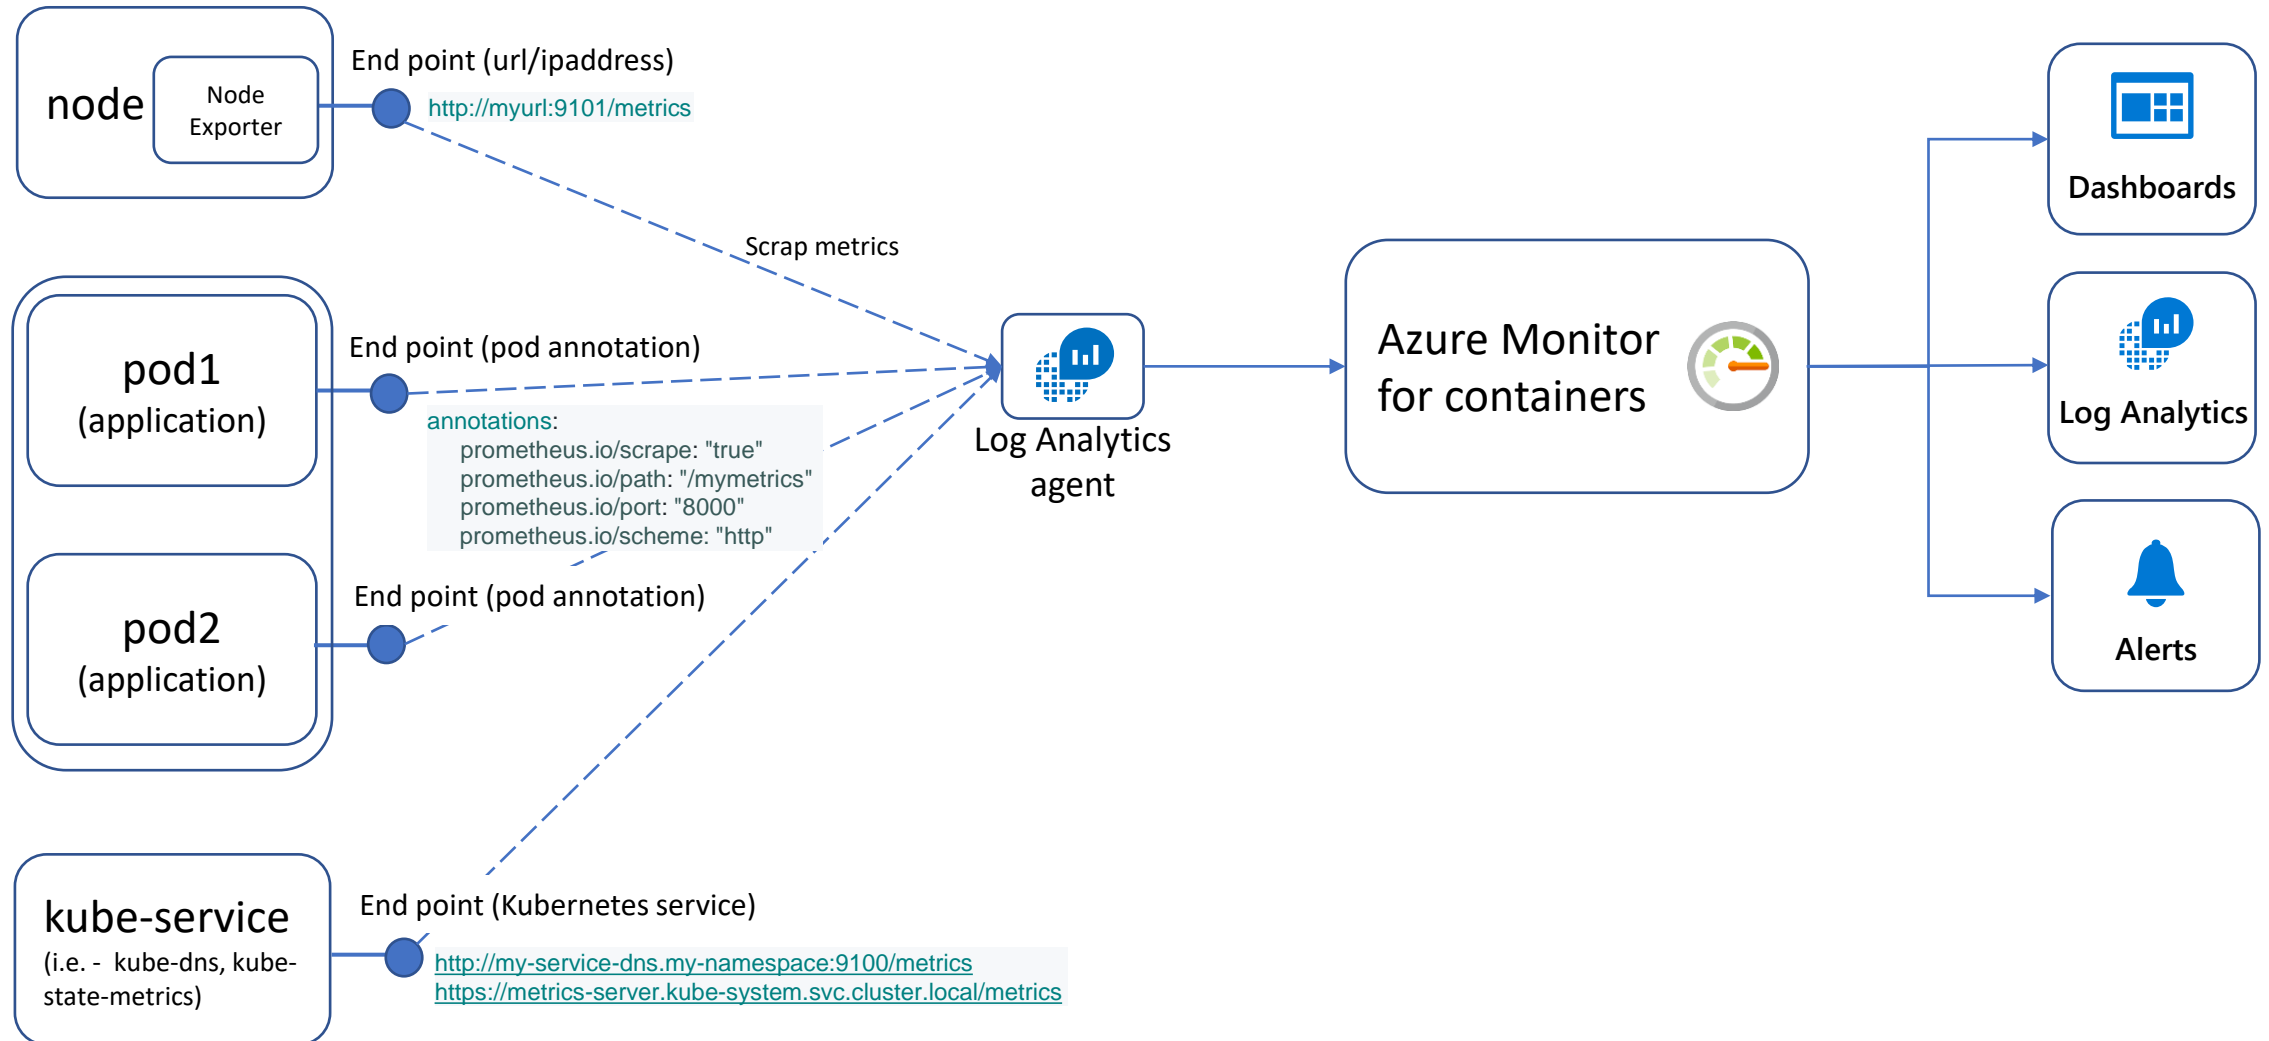 node
Node
Exporter
End point (url/ipaddress)
http://myurl:9101/metrics
Scrap metrics
pod1
(application)
End point (pod annotation)
annotations:
prometheus.io/scrape: "true"
prometheus.io/path: "/mymetrics"
prometheus.io/port: "8000"
prometheus.io/scheme: "http"
pod2
(application)
End point (pod annotation)
kube-service
(i.e. - kube-dns, kube-
state-metrics)
End point (Kubernetes service)
http://my-service-dns.my-namespace:9100/metrics
https://metrics-server.kube-system.svc.cluster.local/metrics
Log Analytics
agent
Azure Monitor
for containers
Dashboards
Log Analytics
Alerts